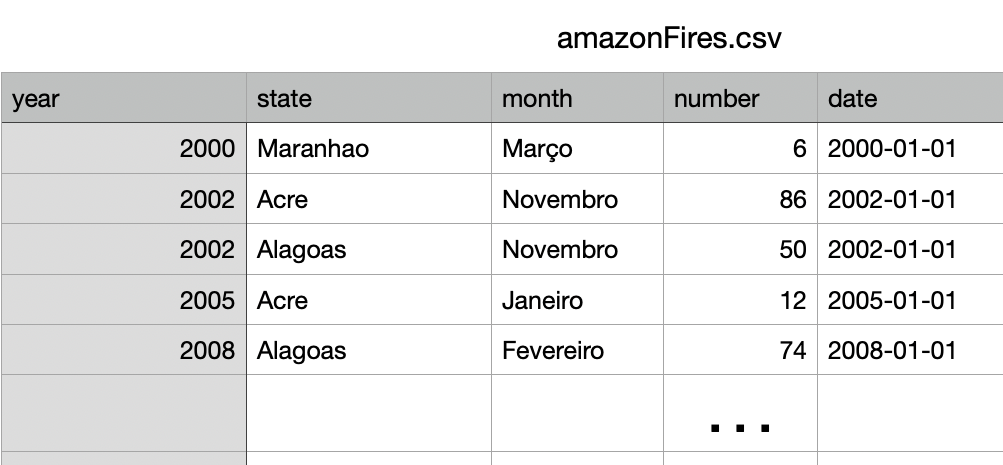 amazonFires.csv
year state month number date
2000 Maranhao Março 6 2000-01-01
2002 Acre Novembro 86 2002-01-01
2002 Alagoas Novembro 50 2002-01-01
2005 Acre Janeiro 12 2005-01-01
2008 Alagoas Fevereiro 74 2008-01-01
...